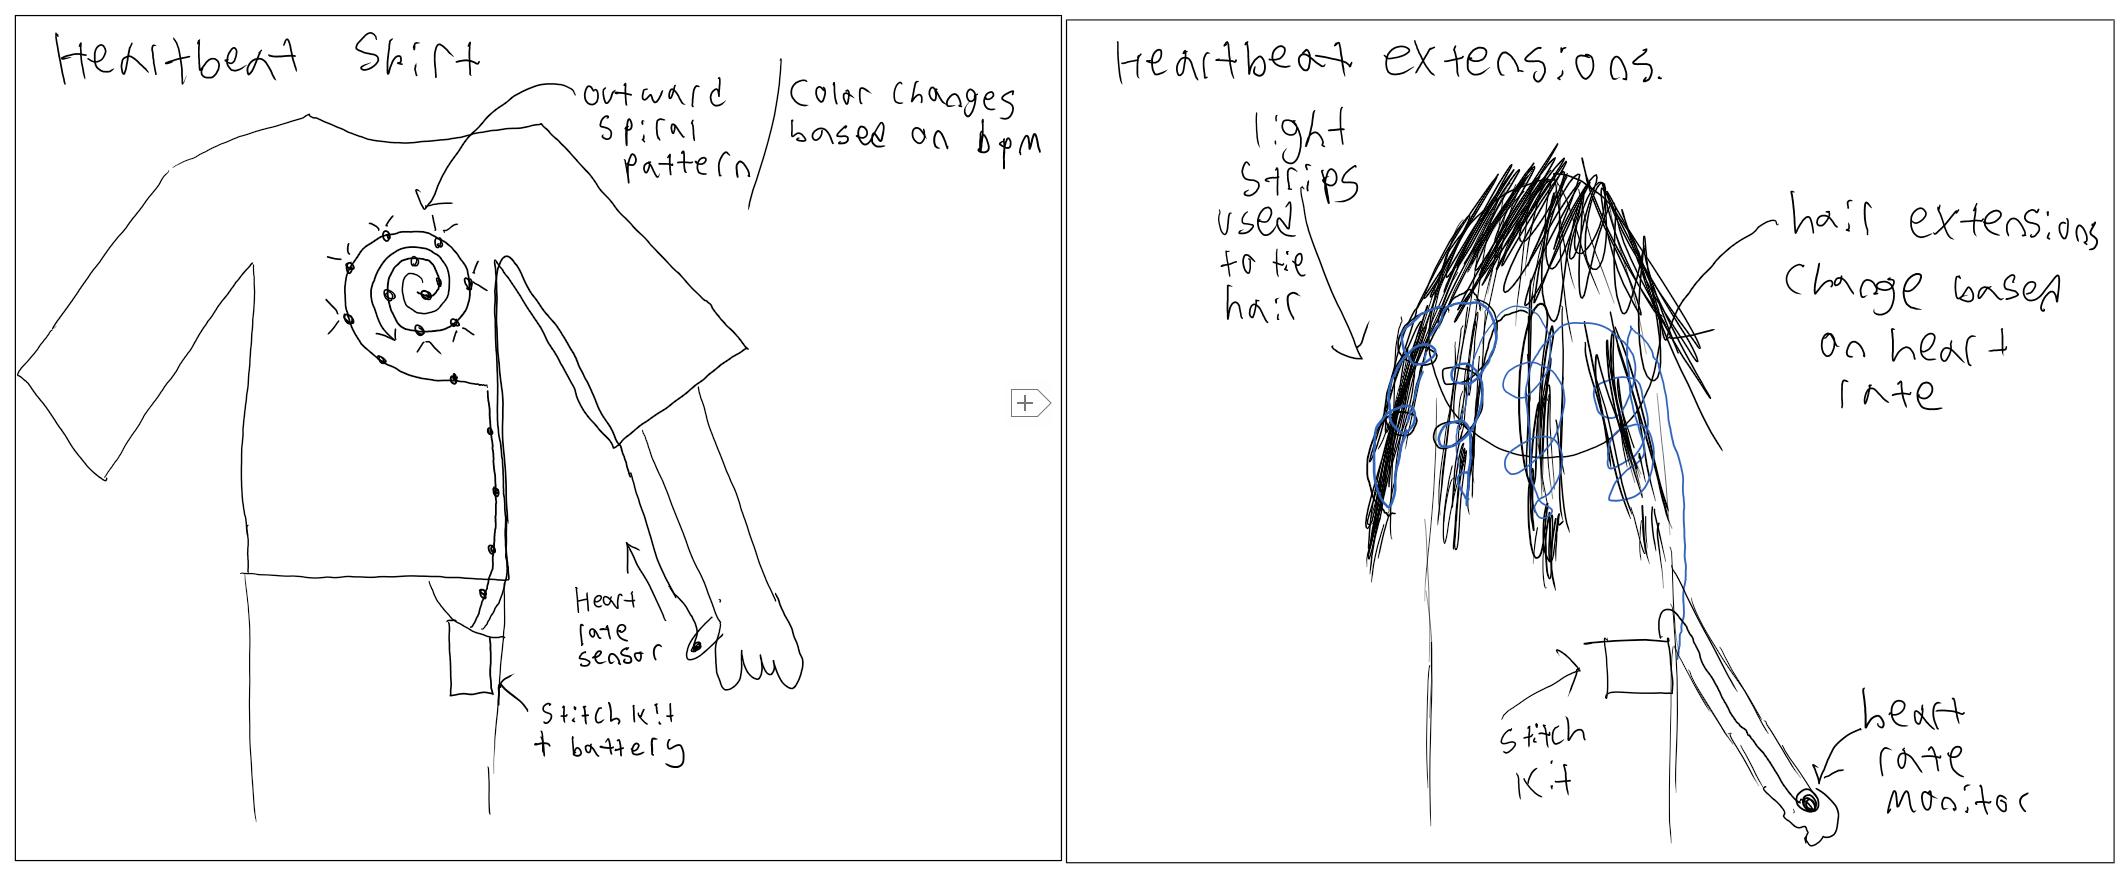 Heartbeat Shirt
outward
spiral
pattern
Color changes
based on bpm
Heart
rate
sensor
Stitch kit
+ battery
Heartbeat extensions.
light
strips
used
to tie
hair
hair extensions
change based
on heart
rate
Stitch
Kit
heart
rate
monitor